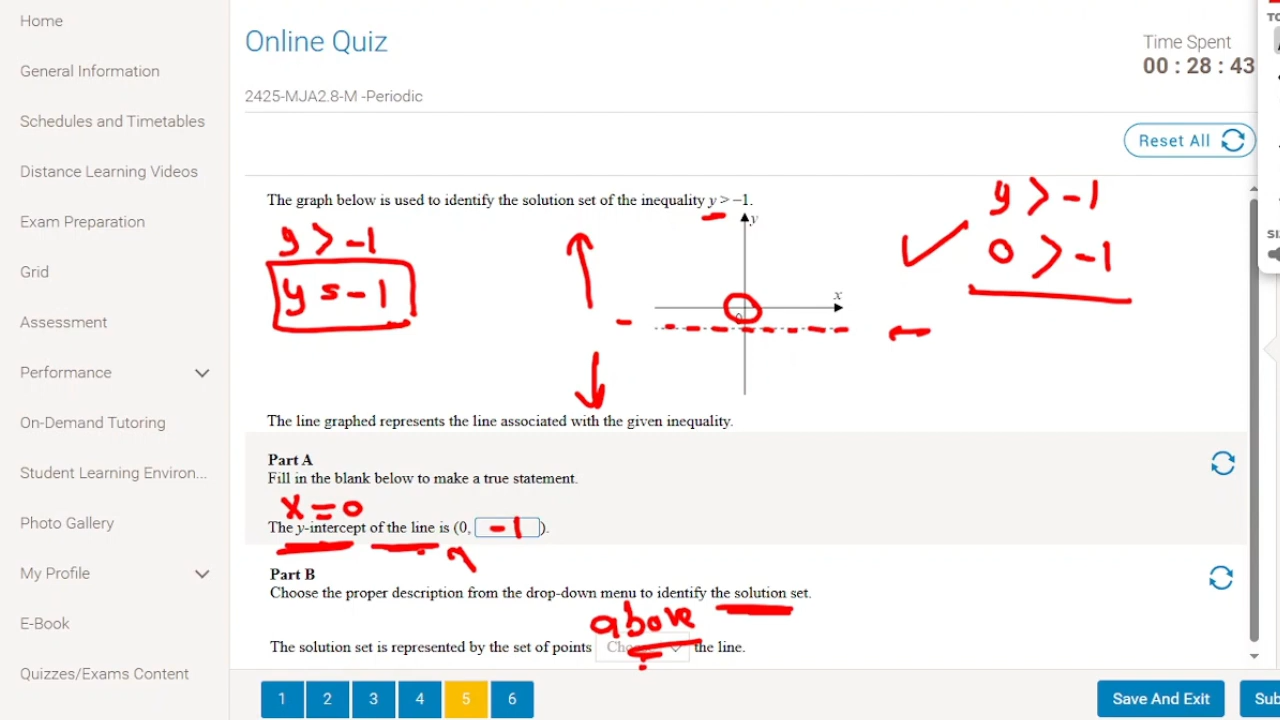 Home
General Information
Schedules and Timetables
Distance Learning Videos
Exam Preparation
Grid
Assessment
Performance
On-Demand Tutoring
Student Learning Environ...
Photo Gallery
My Profile
E-Book
Quizzes/Exams Content
Online Quiz
Time Spent
00 : 28 : 43
2425-MJA2.8-M -Periodic
Reset All
The graph below is used to identify the solution set of the inequality y > −1.
y > -1
y = -1
y
x
y > -1
0 > -1
The line graphed represents the line associated with the given inequality.
Part A
Fill in the blank below to make a true statement.
x = 0
The y-intercept of the line is (0, -1 ).
Part B
Choose the proper description from the drop-down menu to identify the solution set.
above
The solution set is represented by the set of points the line.
1 2 3 4 5 6
Save And Exit